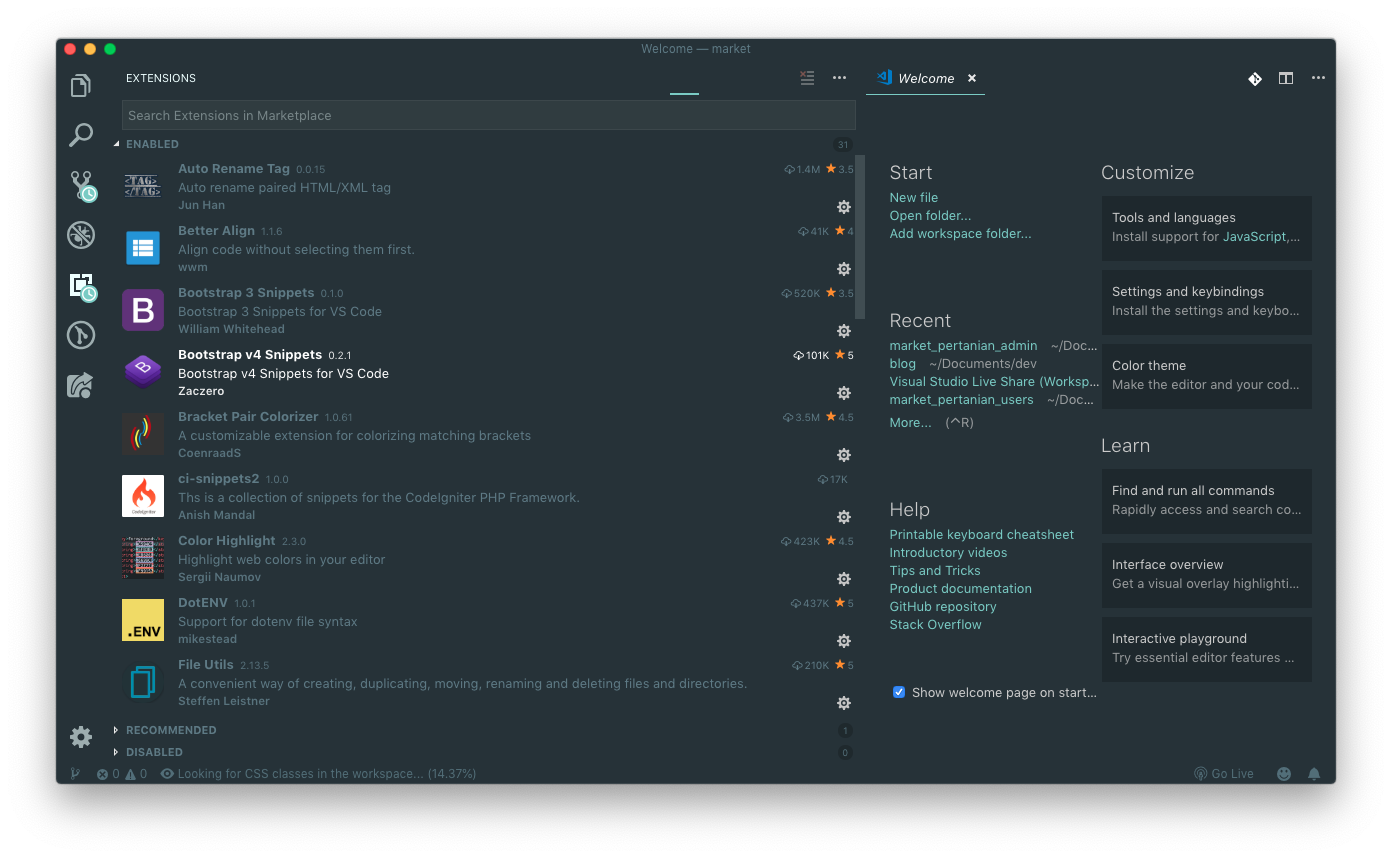 Welcome — market
EXTENSIONS
Search Extensions in Marketplace
ENABLED 31
<TAG>
</TAG>
Auto Rename Tag 0.0.15 1.4M 3.5
Auto rename paired HTML/XML tag
Jun Han
Better Align 1.1.6 41K 4
Align code without selecting them first.
wwm
B
Bootstrap 3 Snippets 0.1.0 520K 3.5
Bootstrap 3 Snippets for VS Code
William Whitehead
B
Bootstrap v4 Snippets 0.2.1 101K 5
Bootstrap v4 Snippets for VS Code
Zaczero
Bracket Pair Colorizer 1.0.61 3.5M 4.5
A customizable extension for colorizing matching brackets
CoenraadS
CodeIgniter
ci-snippets2 1.0.0 17K
Ths is a collection of snippets for the CodeIgniter PHP Framework.
Anish Mandal
Color Highlight 2.3.0 423K 4.5
Highlight web colors in your editor
Sergii Naumov
.ENV
DotENV 1.0.1 437K 5
Support for dotenv file syntax
mikestead
File Utils 2.13.5 210K 5
A convenient way of creating, duplicating, moving, renaming and deleting files and directories.
Steffen Leistner
RECOMMENDED 1
DISABLED 0
Welcome ×
Start
New file
Open folder...
Add workspace folder...
Recent
market_pertanian_admin ~/Doc...
blog ~/Documents/dev
Visual Studio Live Share (Worksp...
market_pertanian_users ~/Doc...
More... (^R)
Help
Printable keyboard cheatsheet
Introductory videos
Tips and Tricks
Product documentation
GitHub repository
Stack Overflow
Show welcome page on start...
Customize
Tools and languages
Install support for JavaScript,...
Settings and keybindings
Install the settings and keybo...
Color theme
Make the editor and your cod...
Learn
Find and run all commands
Rapidly access and search co...
Interface overview
Get a visual overlay highlighti...
Interactive playground
Try essential editor features ...
0 0 Looking for CSS classes in the workspace... (14.37%) Go Live